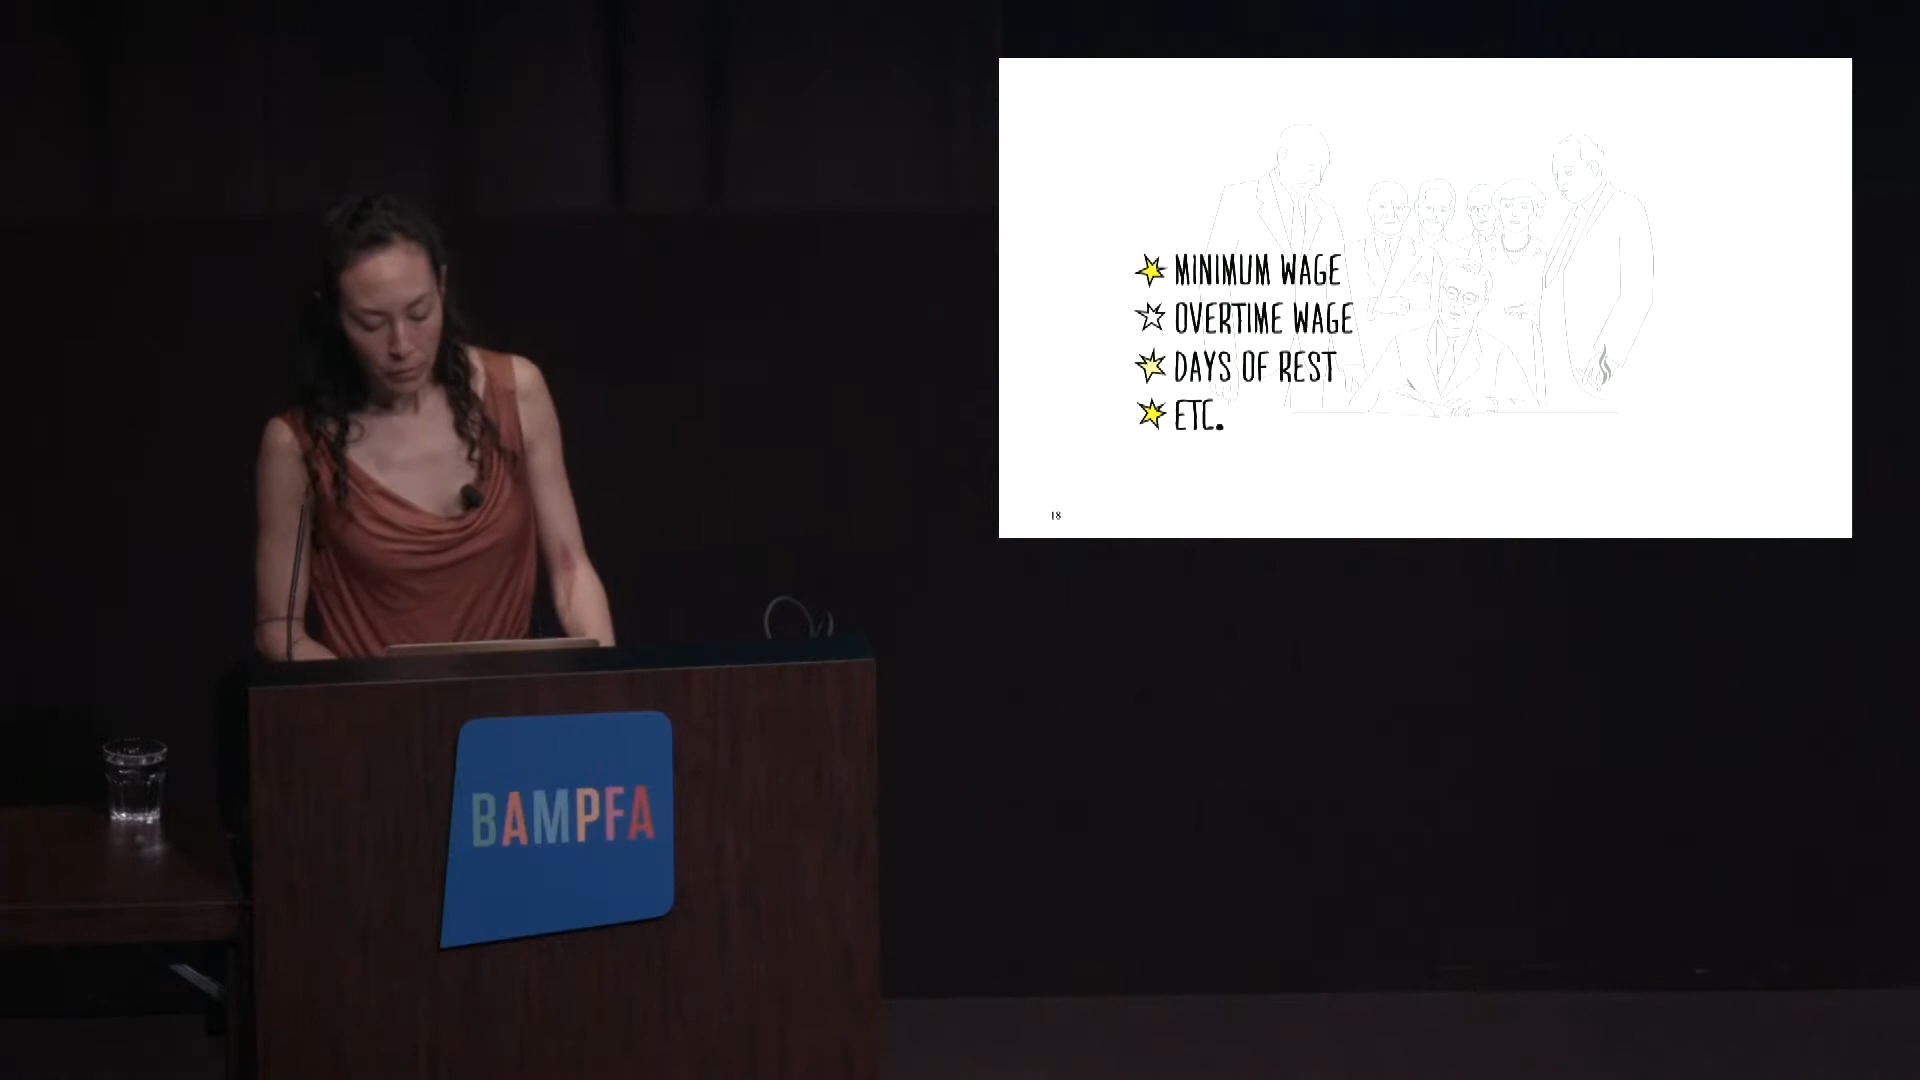 MINIMUM WAGE
OVERTIME WAGE
DAYS OF REST
ETC.
18
BAMPFA